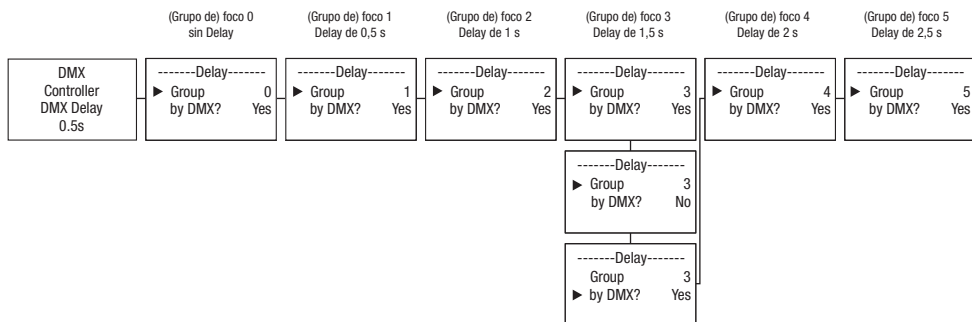 (Grupo de) foco 0
sin Delay
(Grupo de) foco 1
Delay de 0,5 s
(Grupo de) foco 2
Delay de 1 s
(Grupo de) foco 3
Delay de 1,5 s
(Grupo de) foco 4
Delay de 2 s
(Grupo de) foco 5
Delay de 2,5 s
DMX
Controller
DMX Delay
0.5s
-------Delay-------
▶ Group 0
by DMX? Yes
-------Delay-------
▶ Group 1
by DMX? Yes
-------Delay-------
▶ Group 2
by DMX? Yes
-------Delay-------
▶ Group 3
by DMX? Yes
-------Delay-------
▶ Group 4
by DMX? Yes
-------Delay-------
▶ Group 5
by DMX? Yes
-------Delay-------
▶ Group 3
by DMX? No
-------Delay-------
Group 3
▶ by DMX? Yes